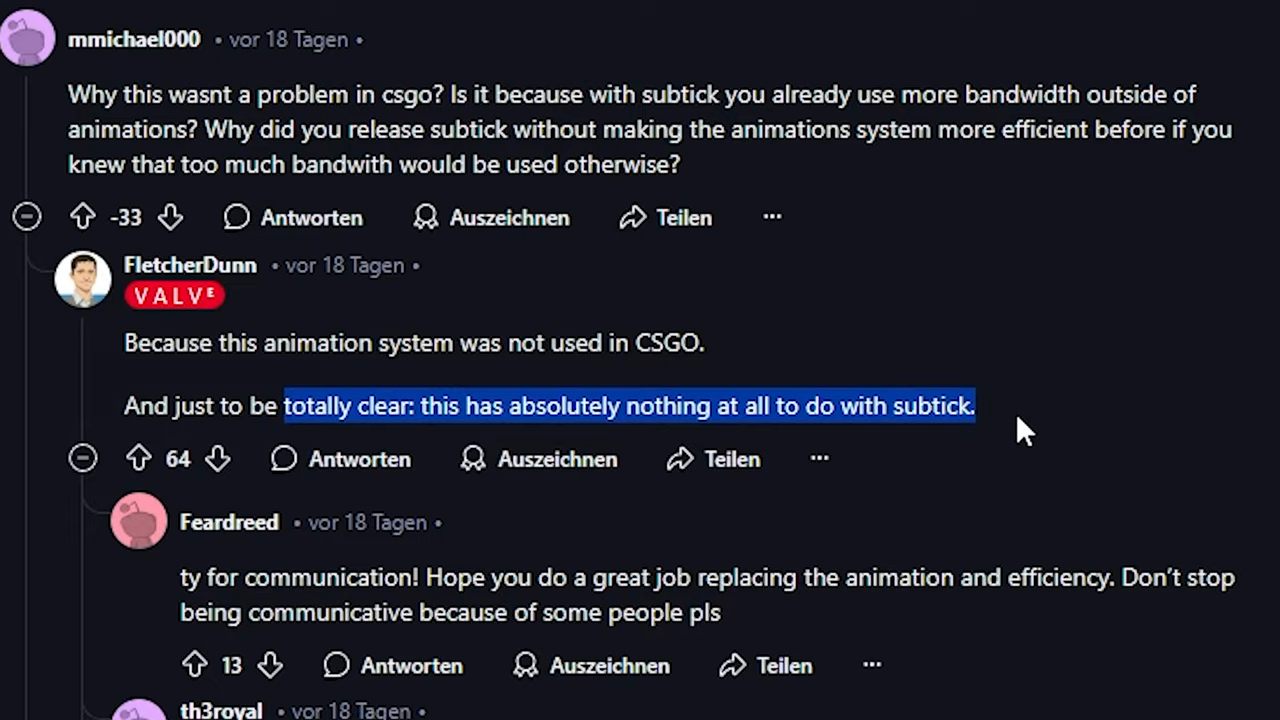 mmichael000 • vor 18 Tagen •
Why this wasnt a problem in csgo? Is it because with subtick you already use more bandwidth outside of
animations? Why did you release subtick without making the animations system more efficient before if you
knew that too much bandwith would be used otherwise?
-33 Antworten Auszeichnen Teilen ...
FletcherDunn • vor 18 Tagen •
VALVE
Because this animation system was not used in CSGO.
And just to be totally clear: this has absolutely nothing at all to do with subtick.
64 Antworten Auszeichnen Teilen ...
Feardreed • vor 18 Tagen •
ty for communication! Hope you do a great job replacing the animation and efficiency. Don’t stop
being communicative because of some people pls
13 Antworten Auszeichnen Teilen ...
th3royal • vor 18 Tagen •